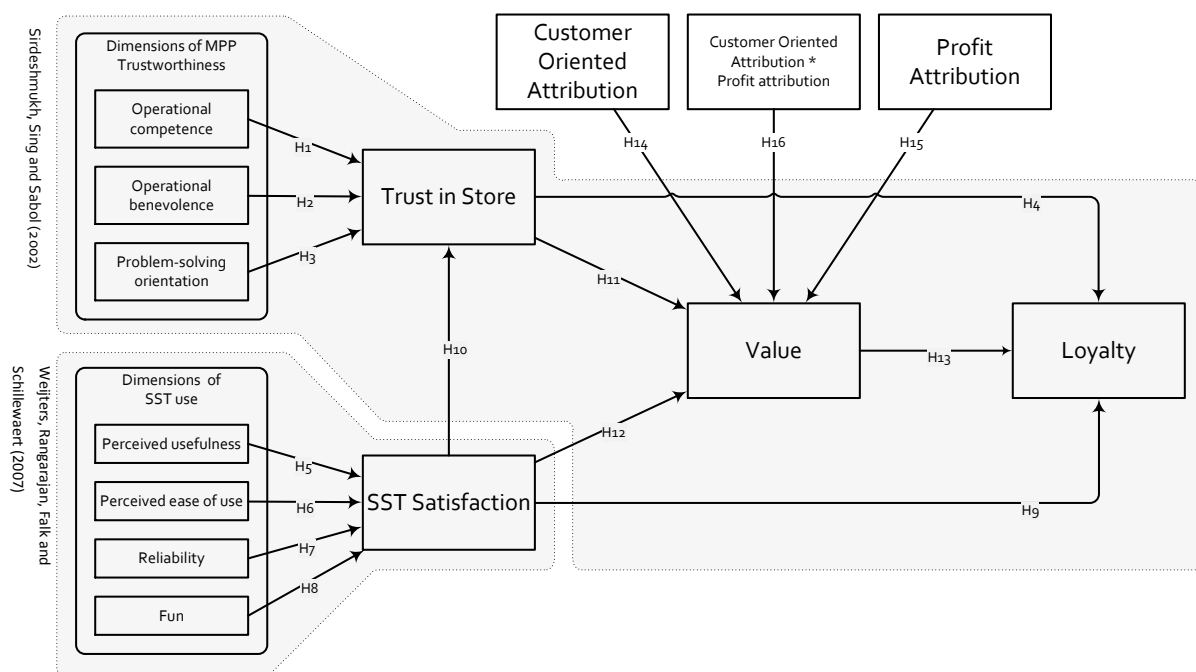 Sirdeshmukh, Sing and Sabol (2002)
Dimensions of MPP
Trustworthiness
Operational
competence
Operational
benevolence
Problem-solving
orientation
H1
H2
H3
Trust in Store
Customer
Oriented
Attribution
Customer Oriented
Attribution *
Profit attribution
Profit
Attribution
H14
H16
H15
H4
H11
H10
Value
H13
Loyalty
Weijters, Rangarajan, Falk and
Schillewaert (2007)
Dimensions of
SST use
Perceived usefulness
Perceived ease of use
Reliability
Fun
H5
H6
H7
H8
SST Satisfaction
H12
H9